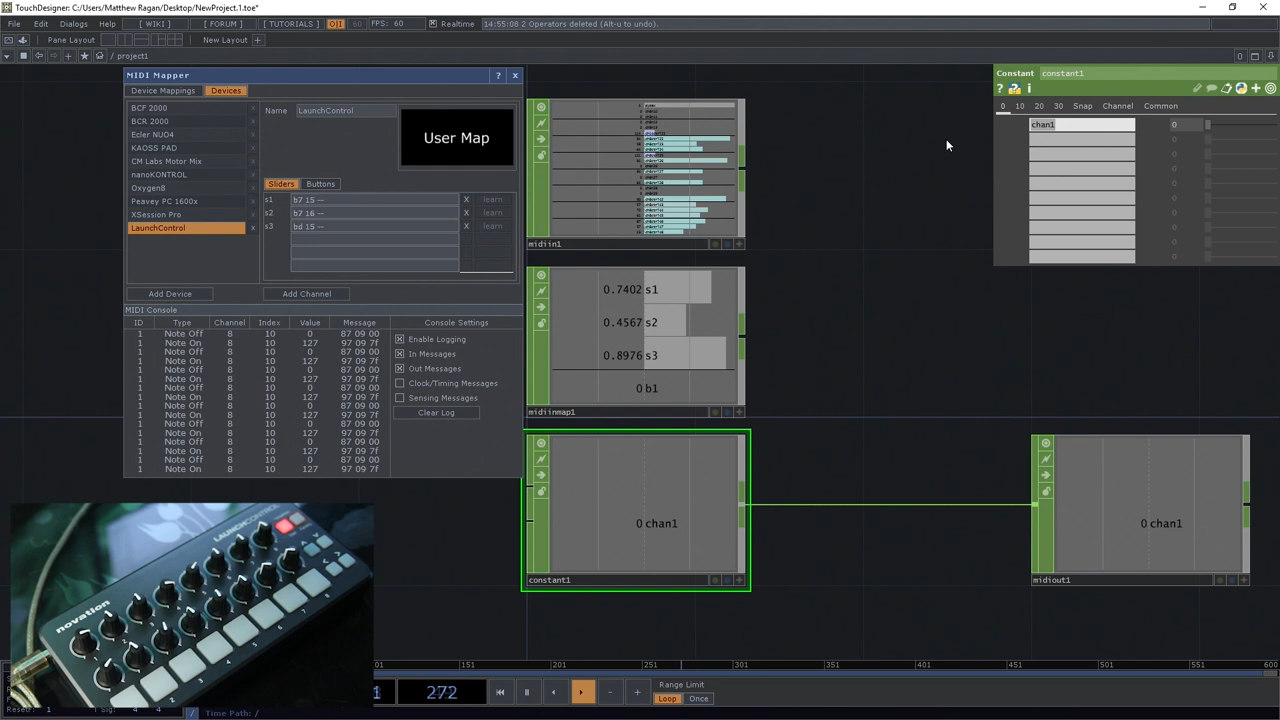 TouchDesigner: C:/Users/Matthew Ragan/Desktop/NewProject.1.toe*
File Edit Dialogs Help [ WIKI ] [ FORUM ] [ TUTORIALS ] O|I FPS: 60 Realtime 14:55:08 2 Operators deleted (Alt-u to undo).
Pane Layout New Layout +
/ project1
MIDI Mapper ? x
Device Mappings Devices
BCF 2000 x
BCR 2000 x
Ecler NUO4 x
KAOSS PAD x
CM Labs Motor Mix x
nanoKONTROL x
Oxygen8 x
Peavey PC 1600x x
XSession Pro x
LaunchControl x
Add Device
Name LaunchControl
User Map
Sliders Buttons
s1 b7 15 -- X learn
s2 b7 16 -- X learn
s3 bd 15 -- X learn
Add Channel
MIDI Console
ID Type Channel Index Value Message
1 Note Off 8 10 0 87 09 00
1 Note On 8 10 127 97 09 7f
1 Note Off 8 10 0 87 09 00
1 Note On 8 10 127 97 09 7f
1 Note Off 8 10 0 87 09 00
1 Note On 8 10 127 97 09 7f
1 Note Off 8 10 0 87 09 00
1 Note On 8 10 127 97 09 7f
1 Note Off 8 10 0 87 09 00
1 Note On 8 10 127 97 09 7f
1 Note Off 8 10 0 87 09 00
1 Note On 8 10 127 97 09 7f
1 Note Off 8 10 0 87 09 00
1 Note On 8 10 127 97 09 7f
1 Note Off 8 10 0 87 09 00
1 Note On 8 10 127 97 09 7f
Console Settings
Enable Logging
In Messages
Out Messages
Clock/Timing Messages
Sensing Messages
Clear Log
midiin1
0.7402 s1
0.4567 s2
0.8976 s3
0 b1
midiinmap1
0 chan1
constant1
0 chan1
midiout1
Constant constant1
? i
0 10 20 30 Snap Channel Common
chan1 0
0
0
0
0
0
0
0
0
0
novation
LAUNCHCONTROL
101 151 201 251 301 351 401 451 501 551 600
272
Range Limit
Loop Once
T Sig: 4 4
/ Time Path: /